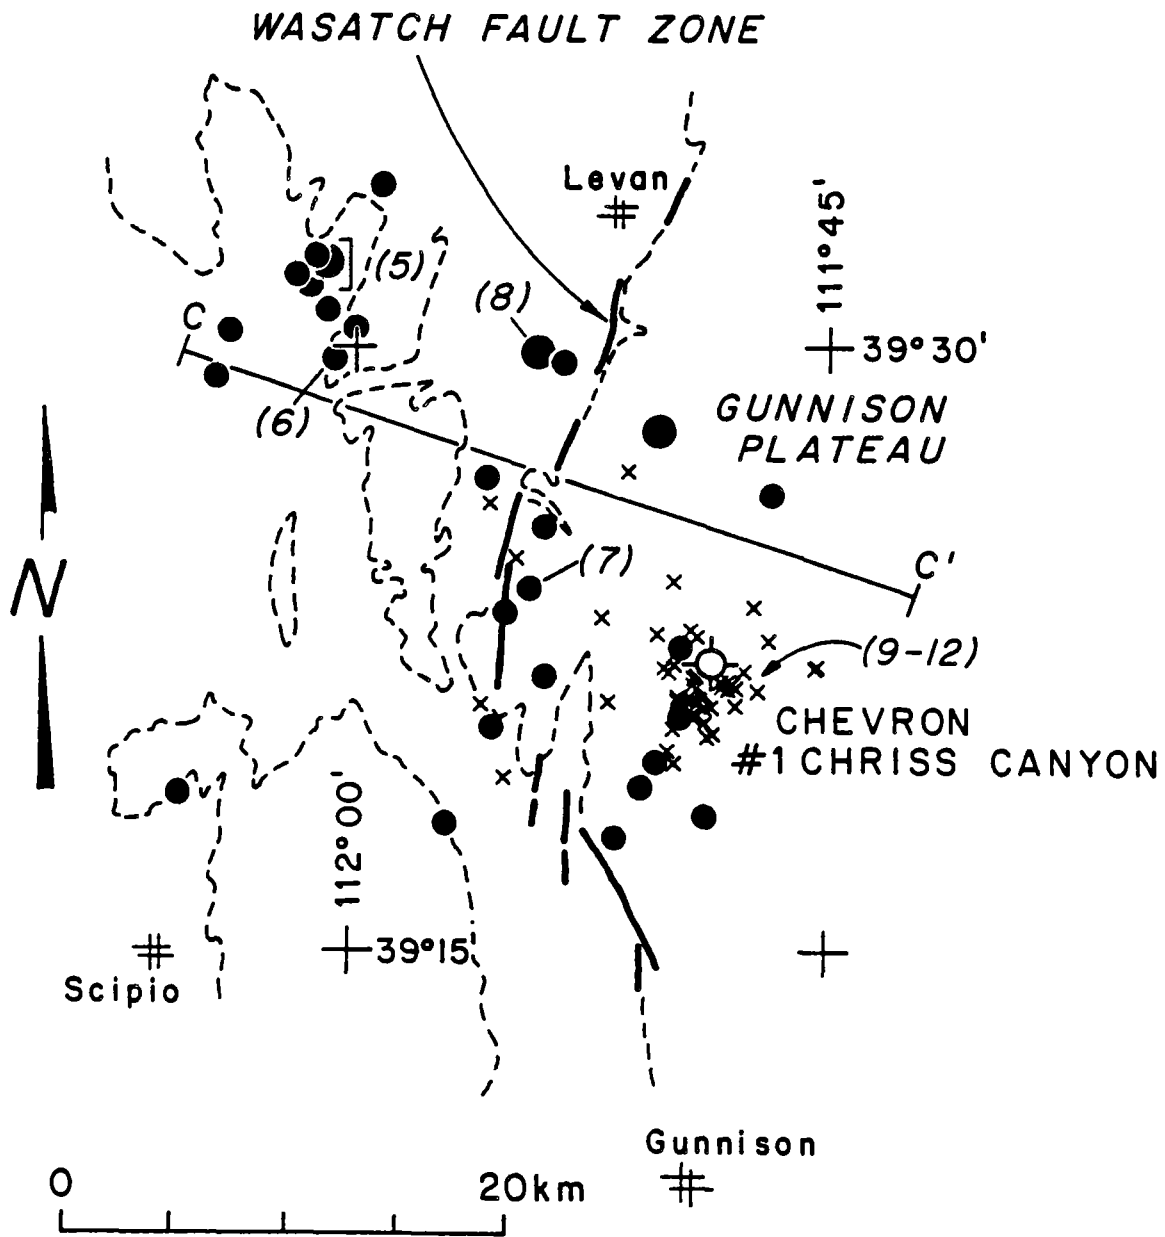 WASATCH FAULT ZONE
Levan
111°45'
(5)
(8)
C
39°30'
(6)
GUNNISON
PLATEAU
(7)
C'
N
(9-12)
CHEVRON
#1 CHRISS CANYON
112°00'
39°15
Scipio
Gunnison
0 20km